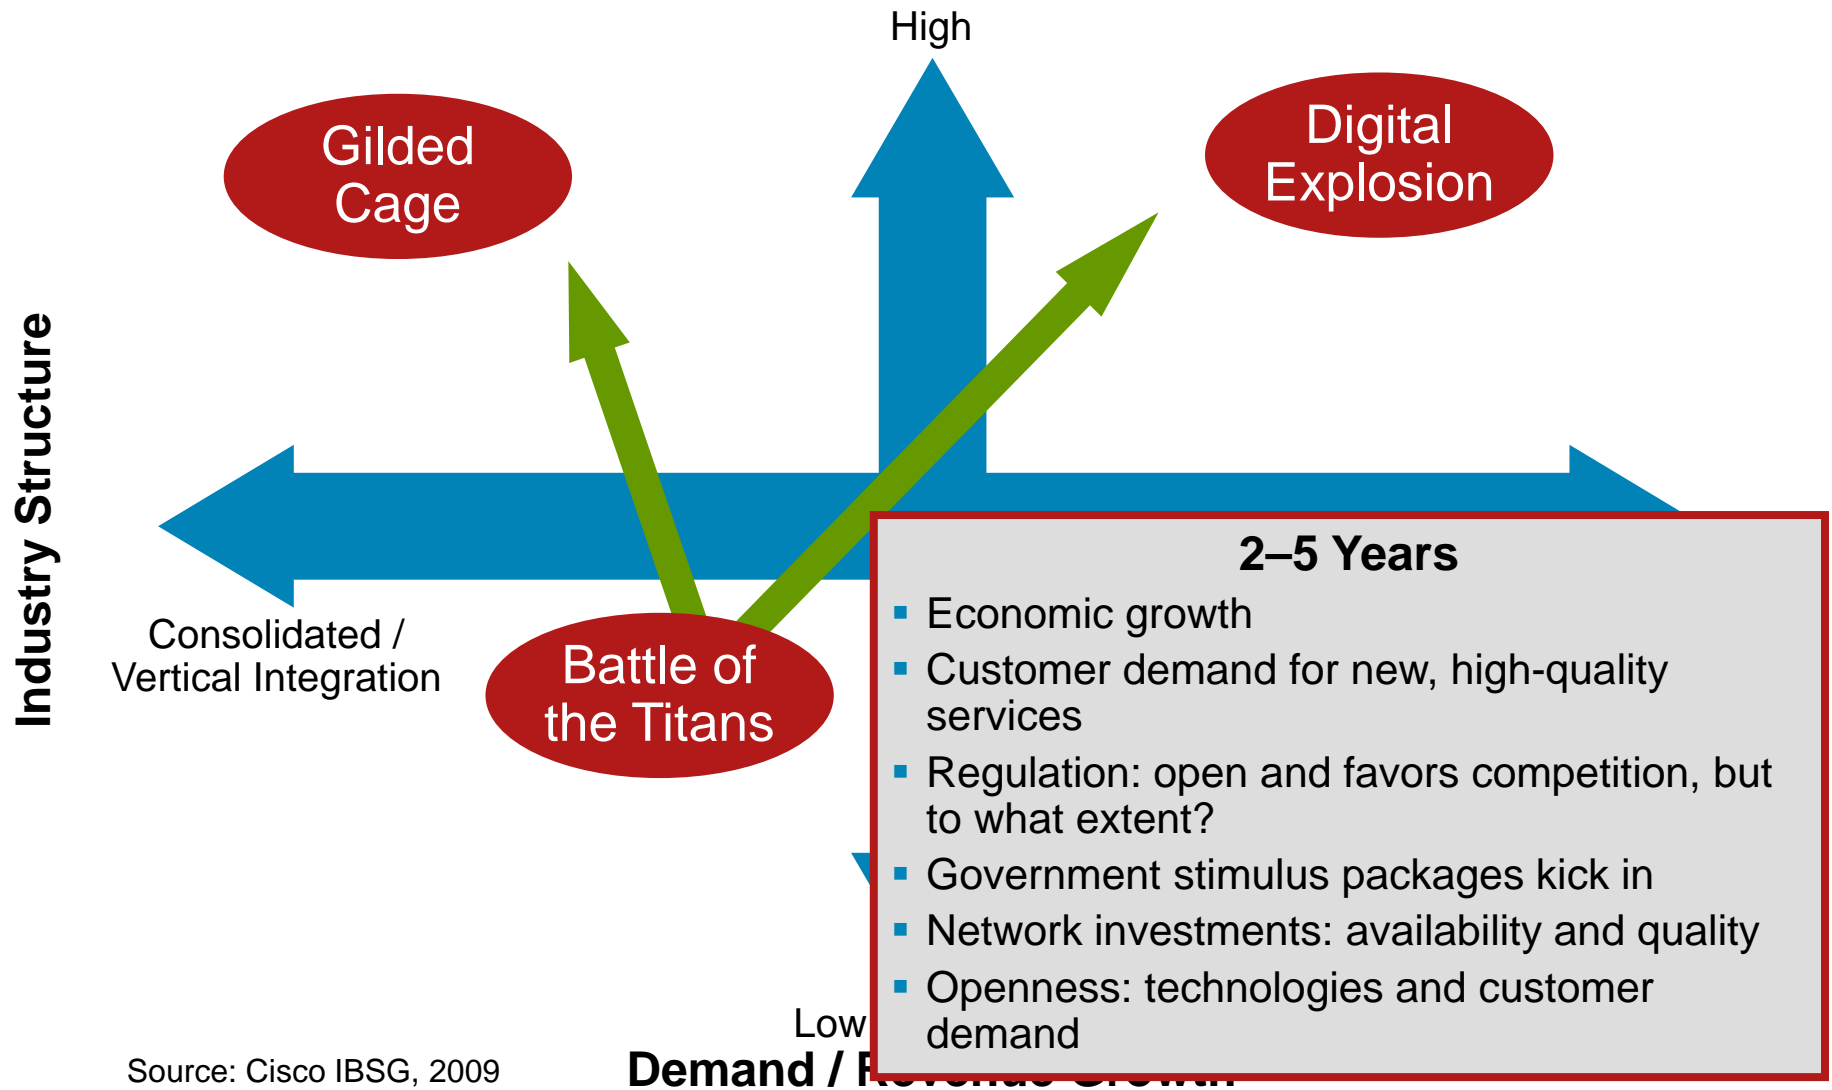 High
Gilded
Cage
Digital
Explosion
Industry Structure
Consolidated /
Vertical Integration
Battle of
the Titans
2–5 Years
Economic growth
Customer demand for new, high-quality
services
Regulation: open and favors competition, but
to what extent?
Government stimulus packages kick in
Network investments: availability and quality
Openness: technologies and customer
demand
Low
Demand / Revenue Growth
Source: Cisco IBSG, 2009